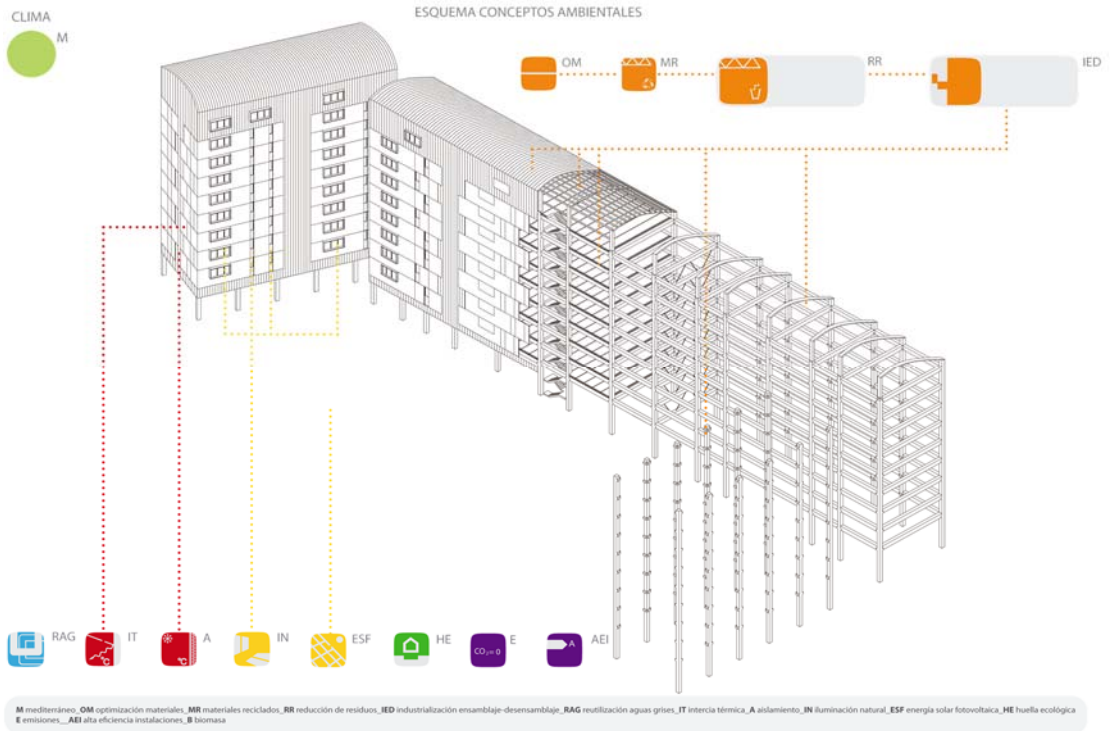 ESQUEMA CONCEPTOS AMBIENTALES
CLIMA
M
OM
MR
RR
IED
RAG
IT
°C
A
°C
IN
ESF
HE
CO₂=0
E
A
AEI
M mediterráneo_OM optimización materiales_MR materiales reciclados_RR reducción de residuos_IED industrialización ensamblaje-desensamblaje_RAG reutilización aguas grises_IT intercia térmica_A aislamiento_IN iluminación natural_ESF energía solar fotovoltaica_HE huella ecológica
E emisiones__AEI alta eficiencia instalaciones_B biomasa